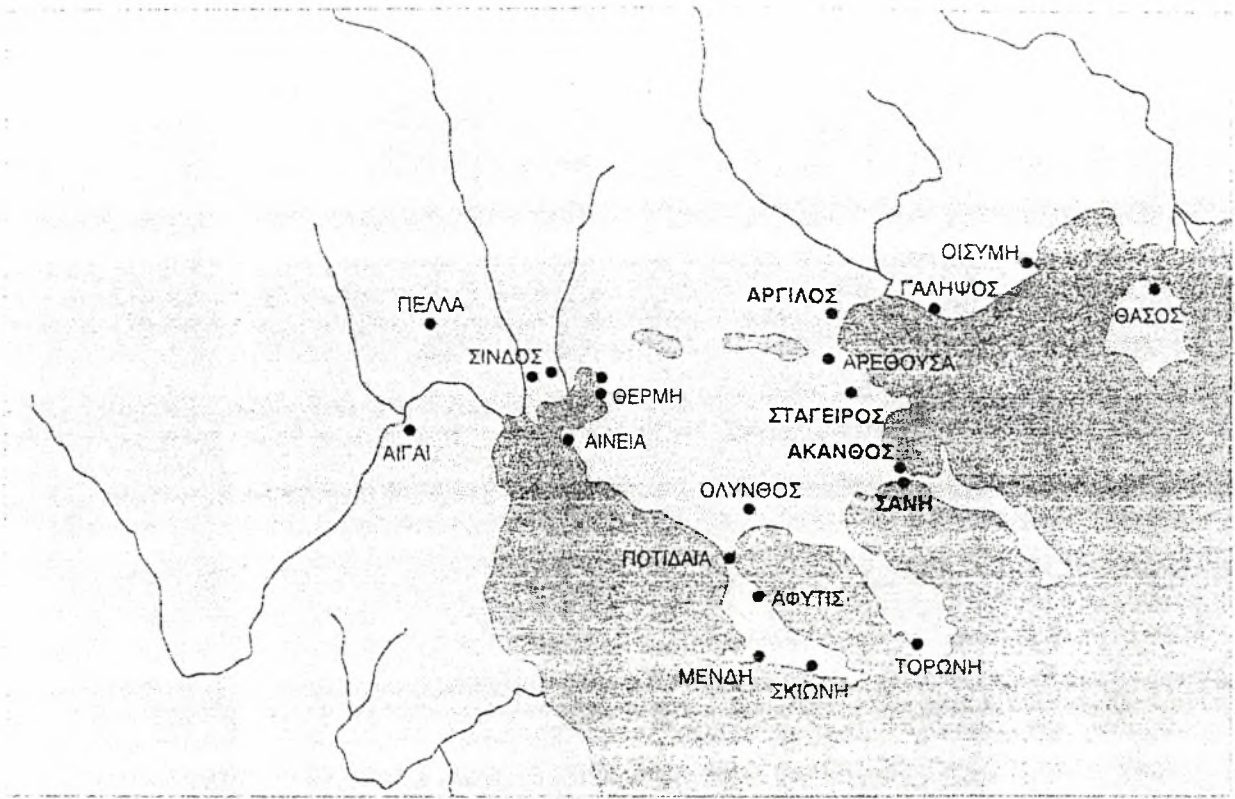 ΟΙΣΥΜΗ
ΓΑΛΗΨΟΣ
ΑΡΓΙΛΟΣ
ΘΑΣΟΣ
ΠΕΛΛΑ
ΣΙΝΔΟΣ
ΑΡΕΘΟΥΣΑ
ΘΕΡΜΗ
ΣΤΑΓΕΙΡΟΣ
ΑΙΓΑΙ
ΑΙΝΕΙΑ
ΑΚΑΝΘΟΣ
ΟΛΥΝΘΟΣ
ΣΑΝΗ
ΠΟΤΙΔΑΙΑ
ΑΦΥΤΙΣ
ΜΕΝΔΗ
ΣΚΙΩΝΗ
ΤΟΡΩΝΗ